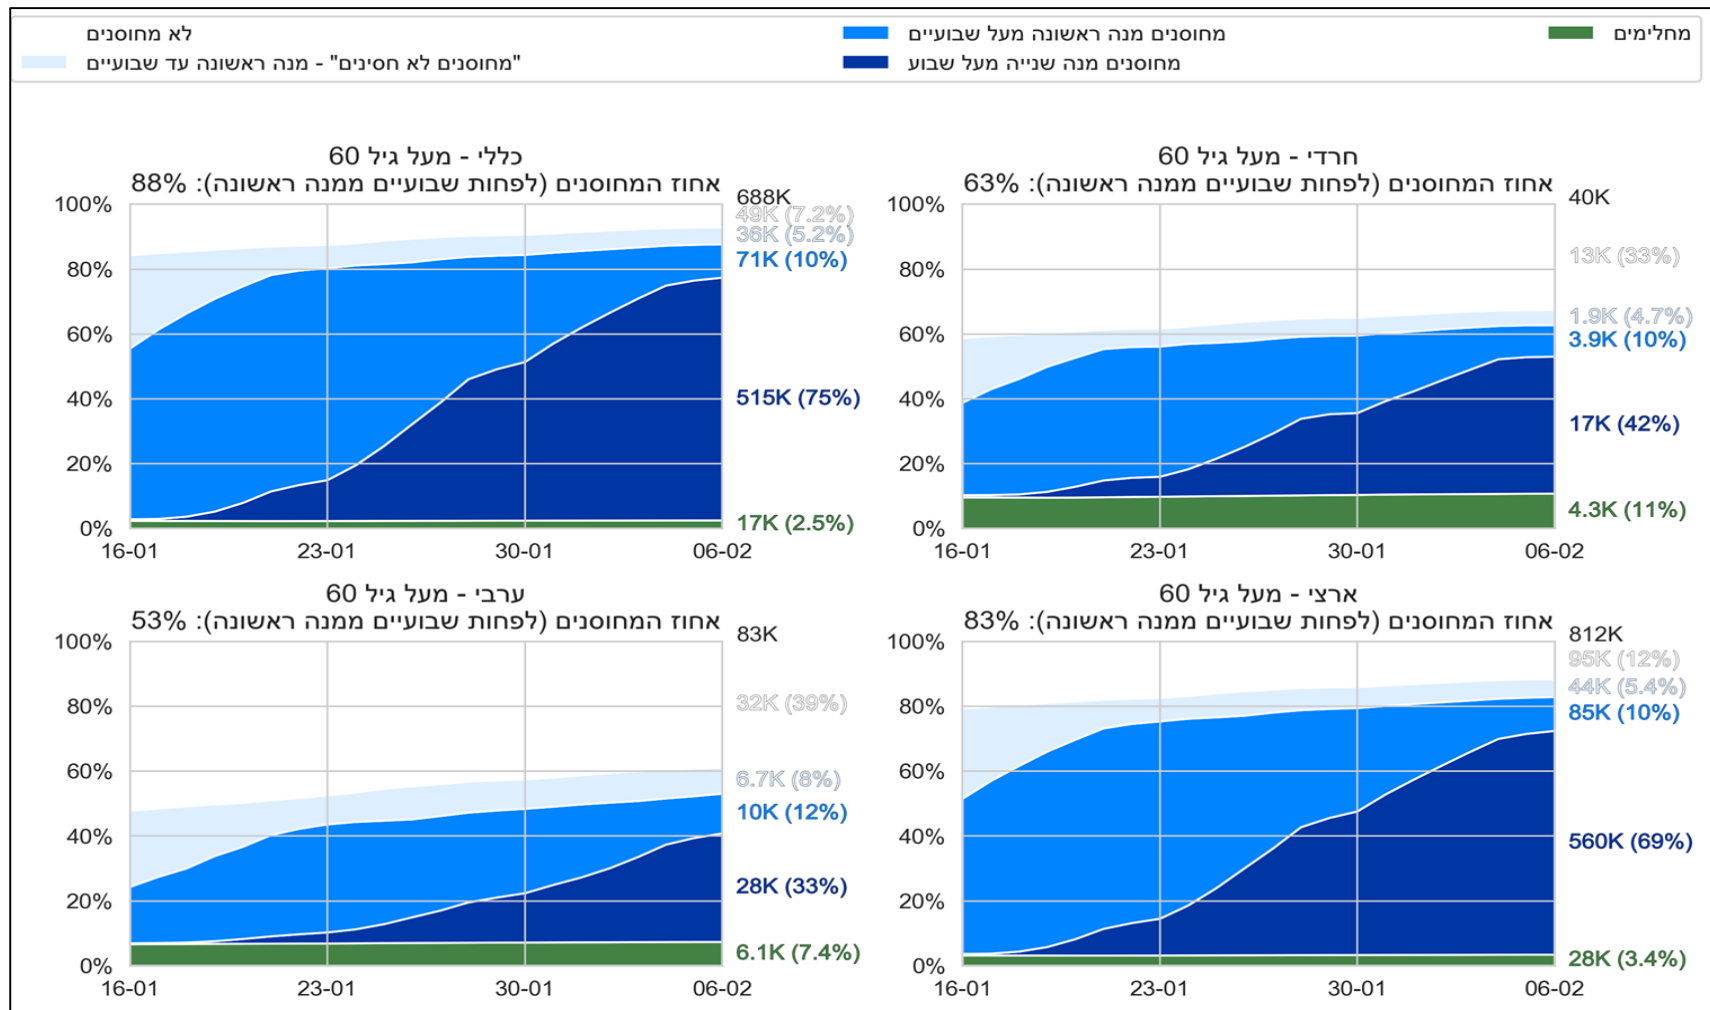 מחלימים
מחוסנים מנה ראשונה מעל שבועיים
מחוסנים מנה שנייה מעל שבוע
לא מחוסנים
"מחוסנים לא חסינים" - מנה ראשונה עד שבועיים
כללי - מעל גיל 60
אחוז המחוסנים (לפחות שבועיים ממנה ראשונה): 88%
100%
80%
60%
40%
20%
0%
16-01
23-01
30-01
06-02
688K
49K (7.2%)
36K (5.2%)
71K (10%)
515K (75%)
17K (2.5%)
חרדי - מעל גיל 60
אחוז המחוסנים (לפחות שבועיים ממנה ראשונה): 63%
100%
80%
60%
40%
20%
0%
16-01
23-01
30-01
06-02
40K
13K (33%)
1.9K (4.7%)
3.9K (10%)
17K (42%)
4.3K (11%)
ערבי - מעל גיל 60
אחוז המחוסנים (לפחות שבועיים ממנה ראשונה): 53%
100%
80%
60%
40%
20%
0%
16-01
23-01
30-01
06-02
83K
32K (39%)
6.7K (8%)
10K (12%)
28K (33%)
6.1K (7.4%)
ארצי - מעל גיל 60
אחוז המחוסנים (לפחות שבועיים ממנה ראשונה): 83%
100%
80%
60%
40%
20%
0%
16-01
23-01
30-01
06-02
812K
95K (12%)
44K (5.4%)
85K (10%)
560K (69%)
28K (3.4%)